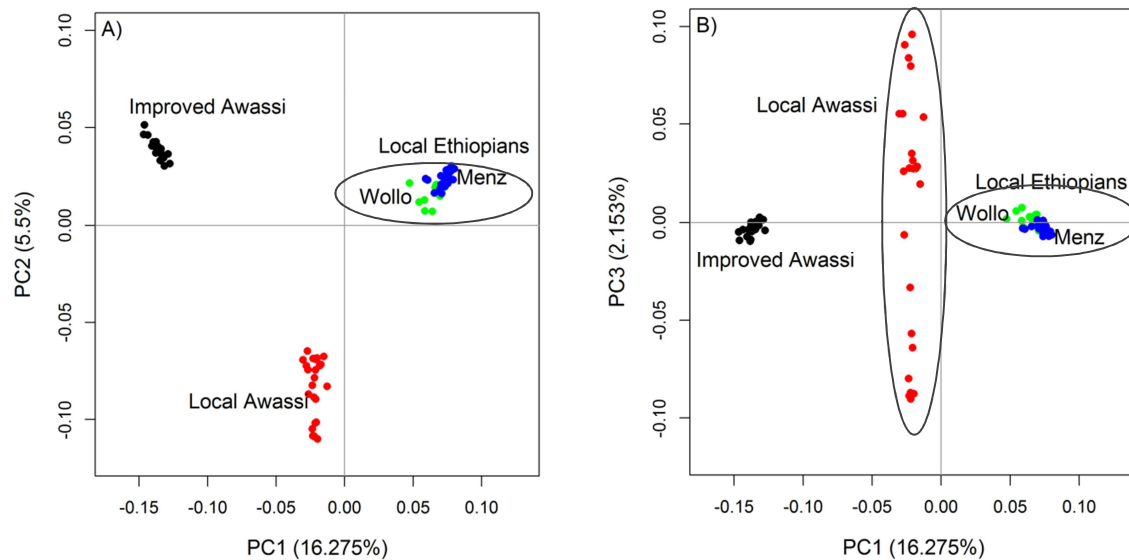 A)
Improved Awassi
Local Ethiopians
Menz
Wollo
Local Awassi
0.10
0.05
0.00
-0.05
-0.10
PC2 (5.5%)
-0.15 -0.10 -0.05 0.00 0.05 0.10
PC1 (16.275%)
B)
Local Awassi
Local Ethiopians
Wollo
Menz
Improved Awassi
0.10
0.05
0.00
-0.05
-0.10
PC3 (2.153%)
-0.15 -0.10 -0.05 0.00 0.05 0.10
PC1 (16.275%)